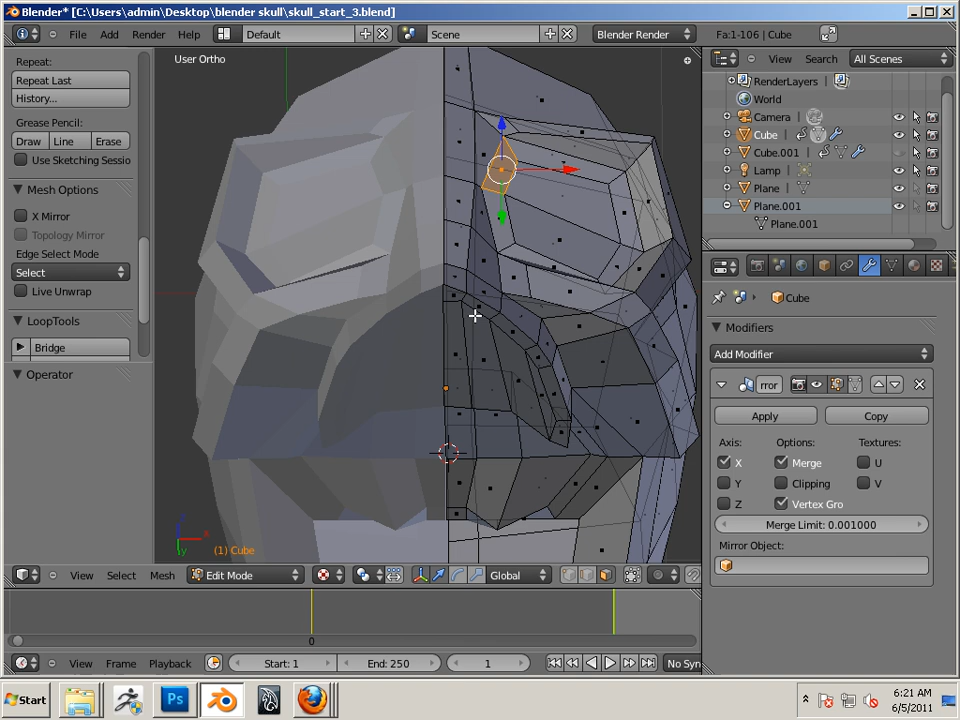 Blender* [C:\Users\admin\Desktop\blender skull\skull_start_3.blend]
File Add Render Help Default Scene Blender Render Fa:1-106 | Cube
Repeat:
Repeat Last
History...
Grease Pencil:
Draw Line Erase
Use Sketching Sessio
Mesh Options
X Mirror
Topology Mirror
Edge Select Mode
Select
Live Unwrap
LoopTools
Bridge
Operator
User Ortho
z
x
y
(1) Cube
View Select Mesh Edit Mode Global
0
View Frame Playback Start: 1 End: 250 1 No Syn
View Search All Scenes
RenderLayers |
World
Camera |
Cube |
Cube.001 |
Lamp |
Plane |
Plane.001
Plane.001
Cube
Modifiers
Add Modifier
rror
Apply Copy
Axis: Options: Textures:
X Merge U
Y Clipping V
Z Vertex Gro
Merge Limit: 0.001000
Mirror Object:
Start Ps 6:21 AM
6/5/2011